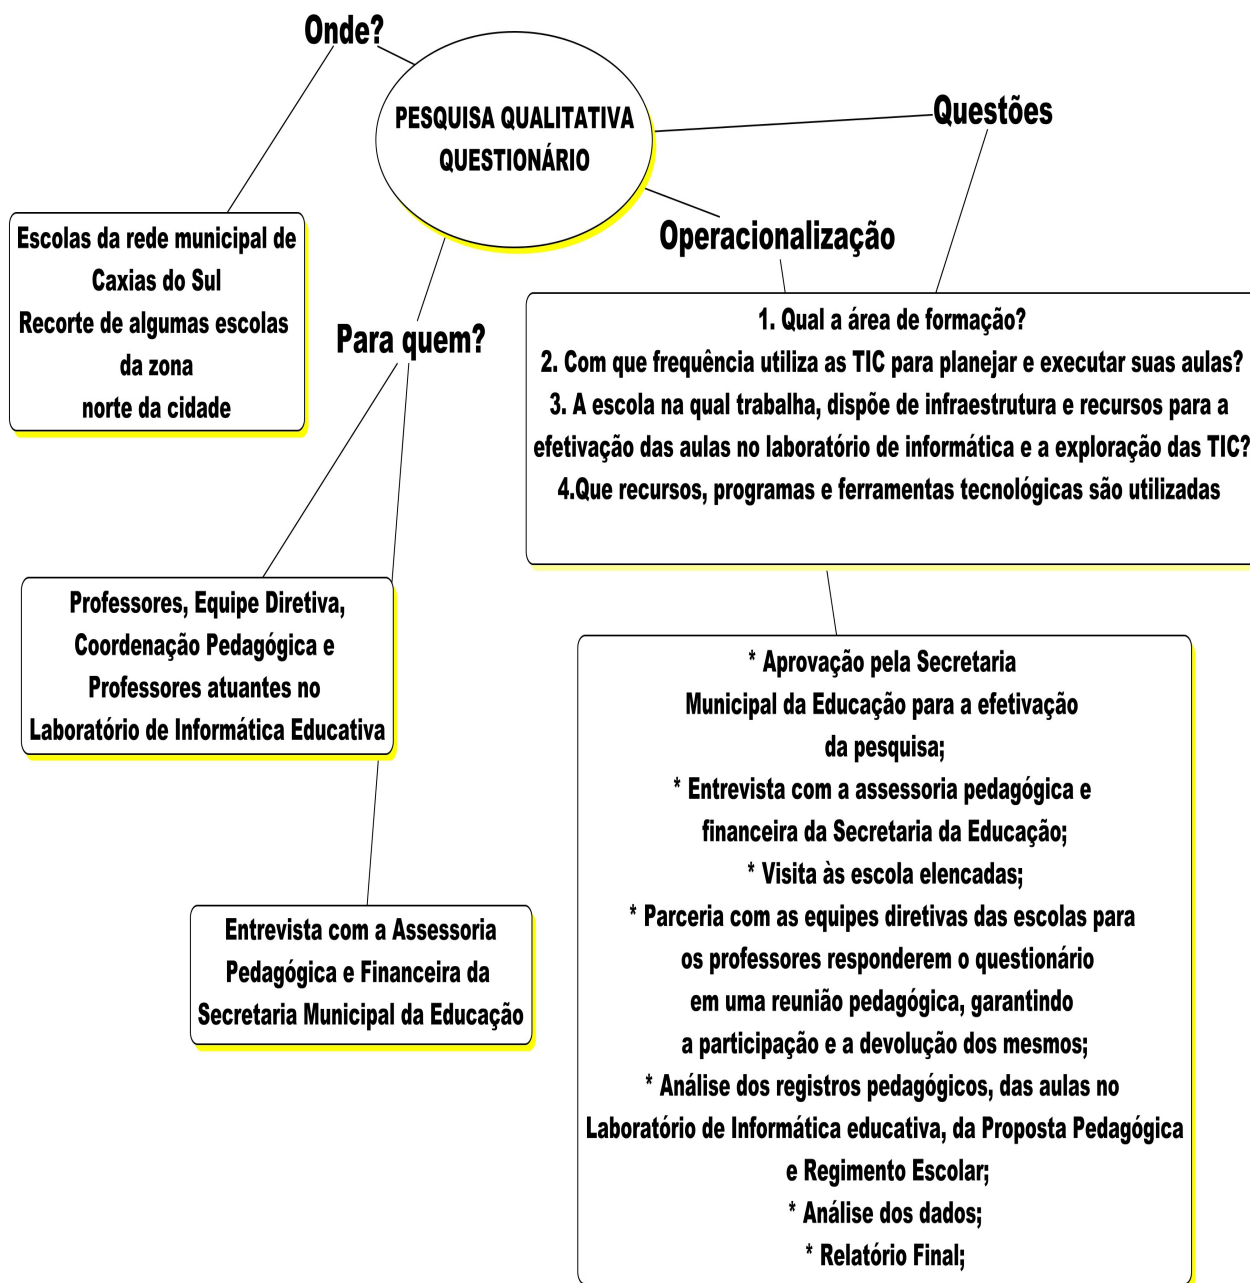 Onde?
PESQUISA QUALITATIVA
QUESTIONÁRIO
Questões
Operacionalização
Escolas da rede municipal de
Caxias do Sul
Recorte de algumas escolas
da zona
norte da cidade
Para quem?
1. Qual a área de formação?
2. Com que frequência utiliza as TIC para planejar e executar suas aulas?
3. A escola na qual trabalha, dispõe de infraestrutura e recursos para a
efetivação das aulas no laboratório de informática e a exploração das TIC?
4.Que recursos, programas e ferramentas tecnológicas são utilizadas
Professores, Equipe Diretiva,
Coordenação Pedagógica e
Professores atuantes no
Laboratório de Informática Educativa
Entrevista com a Assessoria
Pedagógica e Financeira da
Secretaria Municipal da Educação
* Aprovação pela Secretaria
Municipal da Educação para a efetivação
da pesquisa;
* Entrevista com a assessoria pedagógica e
financeira da Secretaria da Educação;
* Visita às escola elencadas;
* Parceria com as equipes diretivas das escolas para
os professores responderem o questionário
em uma reunião pedagógica, garantindo
a participação e a devolução dos mesmos;
* Análise dos registros pedagógicos, das aulas no
Laboratório de Informática educativa, da Proposta Pedagógica
e Regimento Escolar;
* Análise dos dados;
* Relatório Final;